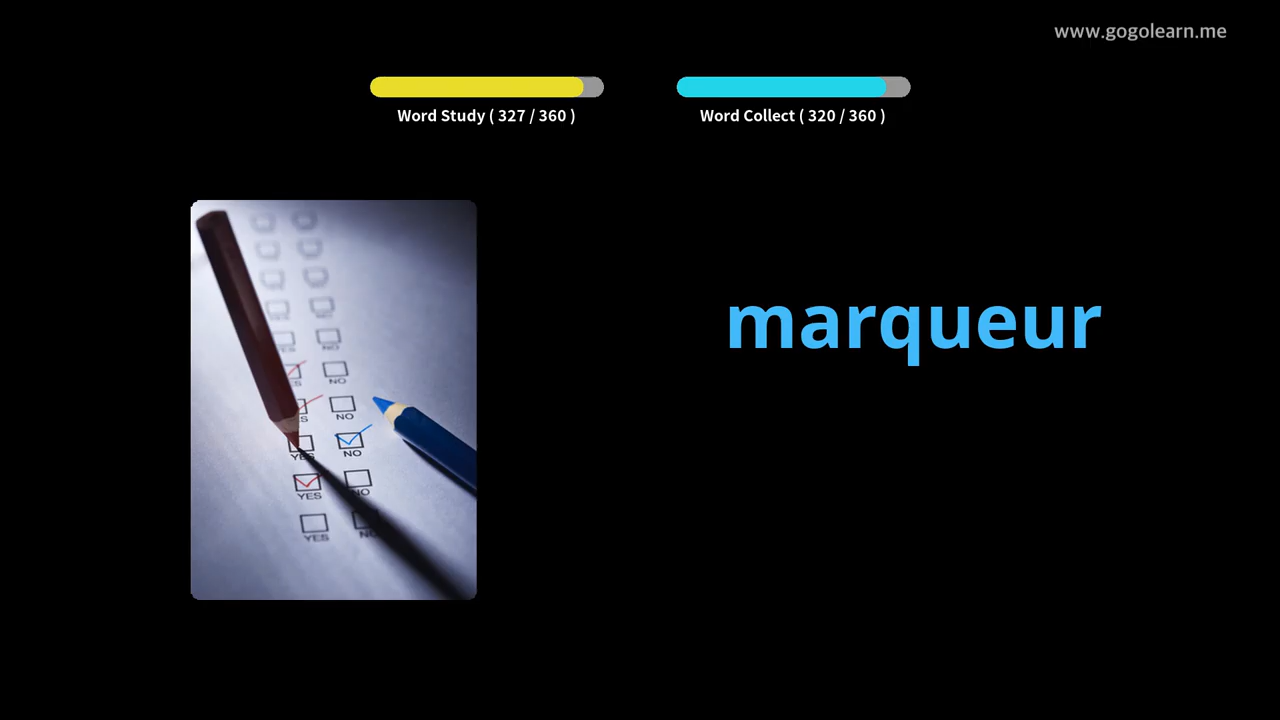 www.gogolearn.me
Word Study ( 327 / 360 )
Word Collect ( 320 / 360 )
marqueur
YES NO
NO
NO
YES NO
YES
YES